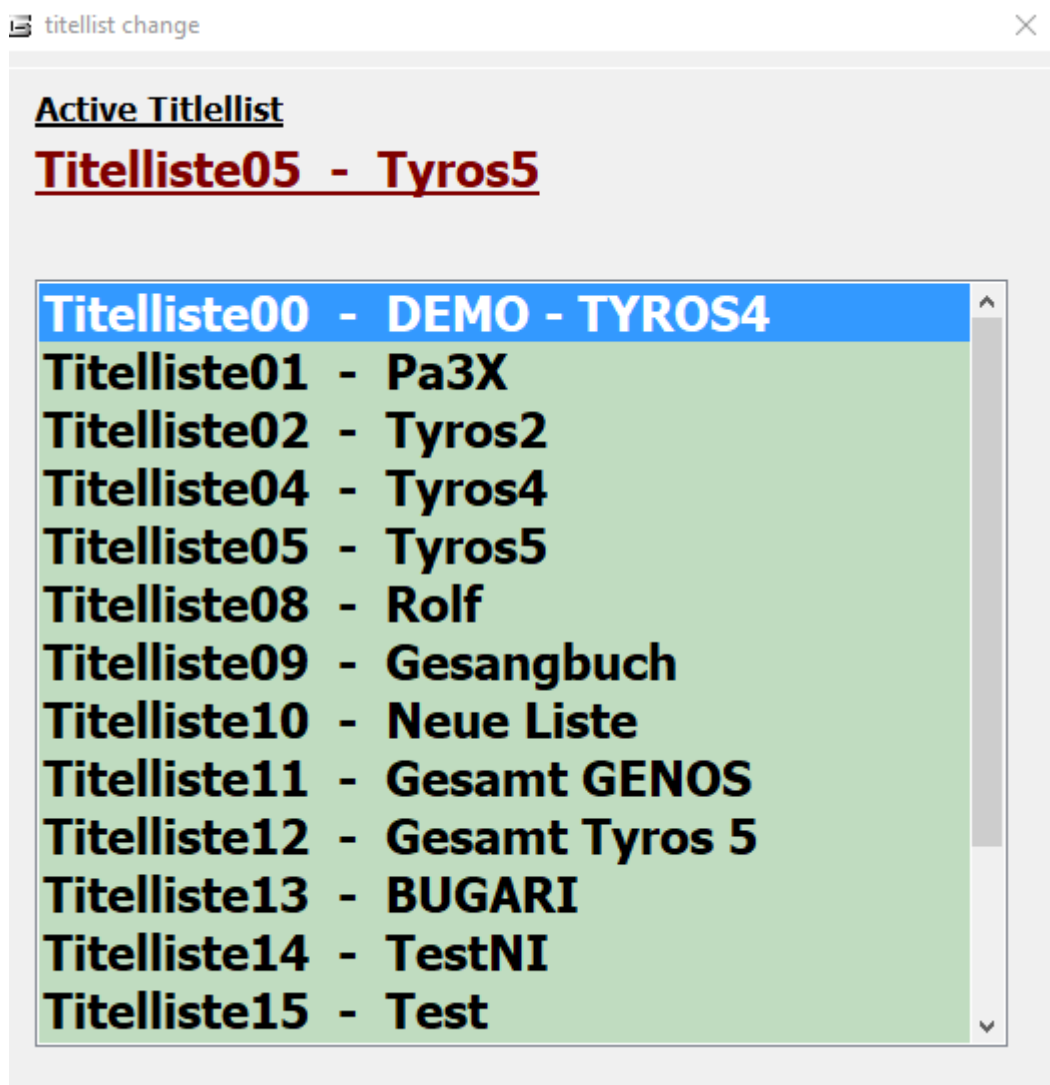 titellist change
Active Titlellist
Titelliste05 - Tyros5
Titelliste00 - DEMO - TYROS4
Titelliste01 - Pa3X
Titelliste02 - Tyros2
Titelliste04 - Tyros4
Titelliste05 - Tyros5
Titelliste08 - Rolf
Titelliste09 - Gesangbuch
Titelliste10 - Neue Liste
Titelliste11 - Gesamt GENOS
Titelliste12 - Gesamt Tyros 5
Titelliste13 - BUGARI
Titelliste14 - TestNI
Titelliste15 - Test